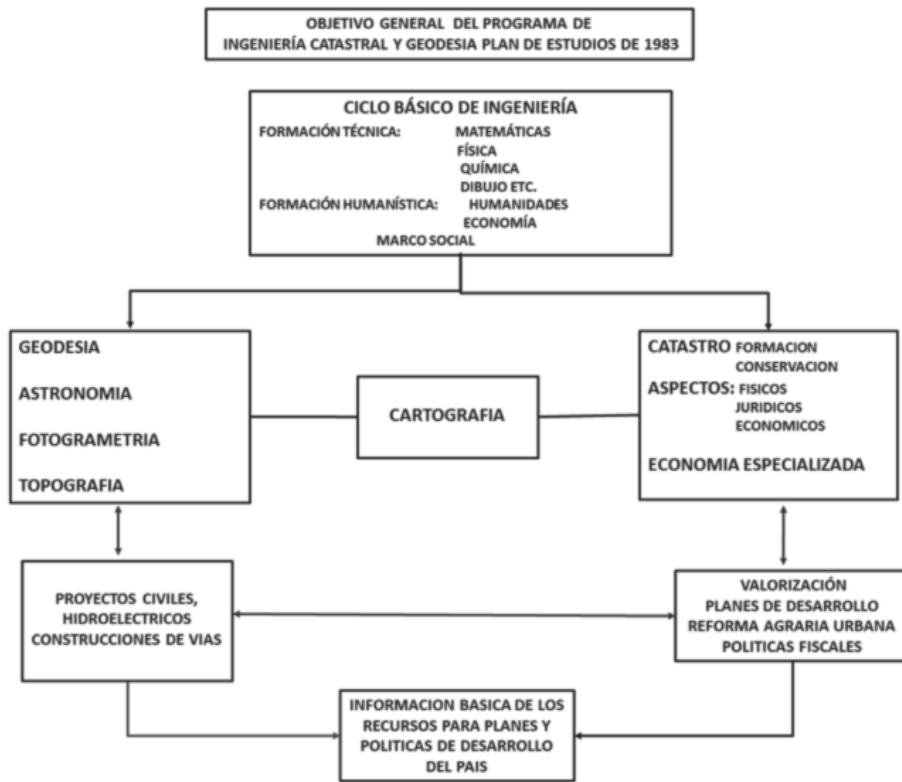 OBJETIVO GENERAL DEL PROGRAMA DE
INGENIERÍA CATASTRAL Y GEODESIA PLAN DE ESTUDIOS DE 1983
CICLO BÁSICO DE INGENIERÍA
FORMACIÓN TÉCNICA: MATEMÁTICAS
FÍSICA
QUÍMICA
DIBUJO ETC.
FORMACIÓN HUMANÍSTICA: HUMANIDADES
ECONOMÍA
MARCO SOCIAL
GEODESIA
ASTRONOMIA
FOTOGRAMETRIA
TOPOGRAFIA
CARTOGRAFIA
CATASTRO FORMACION
CONSERVACION
ASPECTOS: FISICOS
JURIDICOS
ECONOMICOS
ECONOMIA ESPECIALIZADA
PROYECTOS CIVILES,
HIDROELECTRICOS
CONSTRUCCIONES DE VIAS
VALORIZACIÓN
PLANES DE DESARROLLO
REFORMA AGRARIA URBANA
POLITICAS FISCALES
INFORMACION BASICA DE LOS
RECURSOS PARA PLANES Y
POLITICAS DE DESARROLLO
DEL PAIS